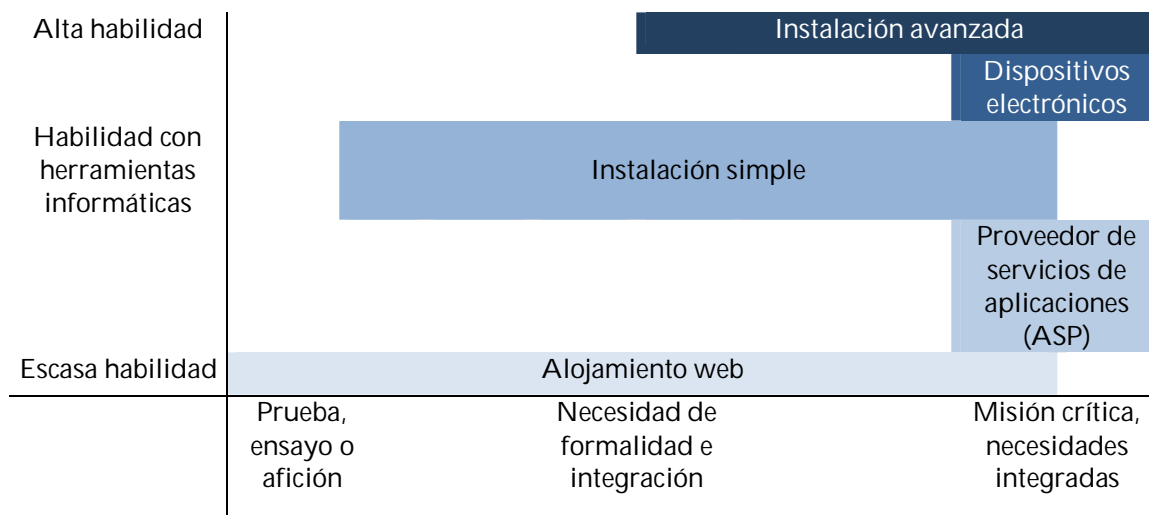 Alta habilidad
Instalación avanzada
Dispositivos
electrónicos
Habilidad con
herramientas
informáticas
Instalación simple
Proveedor de
servicios de
aplicaciones
(ASP)
Escasa habilidad
Alojamiento web
Prueba,
ensayo o
afición
Necesidad de
formalidad e
integración
Misión crítica,
necesidades
integradas